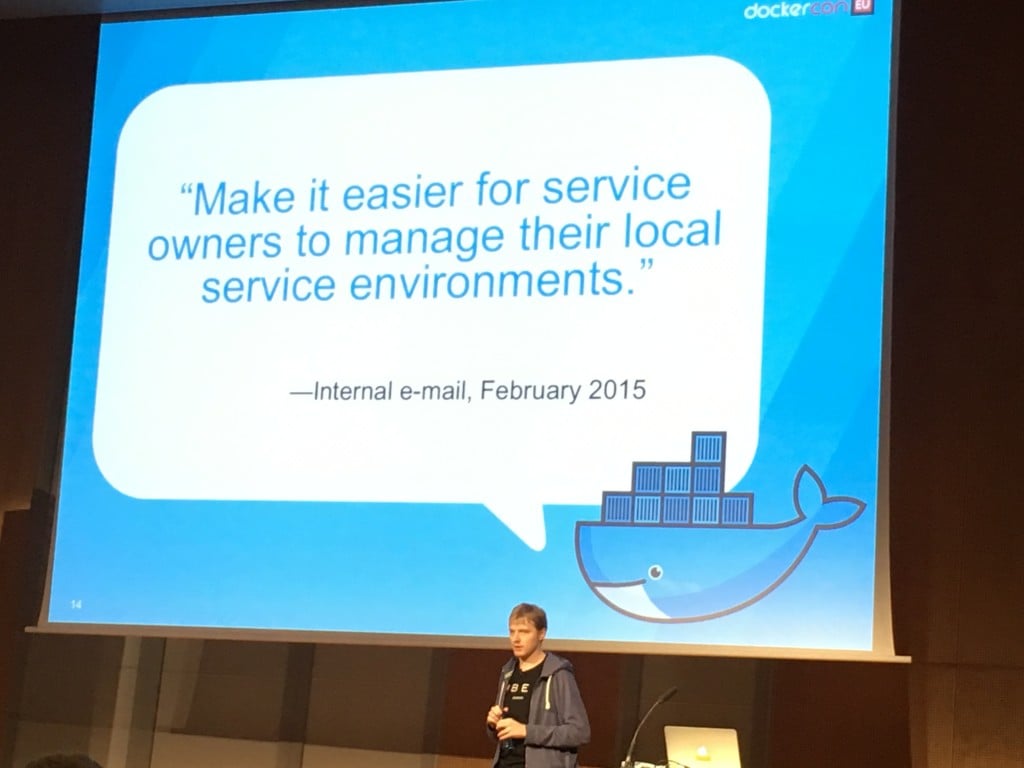 dockercon EU
“Make it easier for service
owners to manage their local
service environments.”
—Internal e-mail, February 2015
14